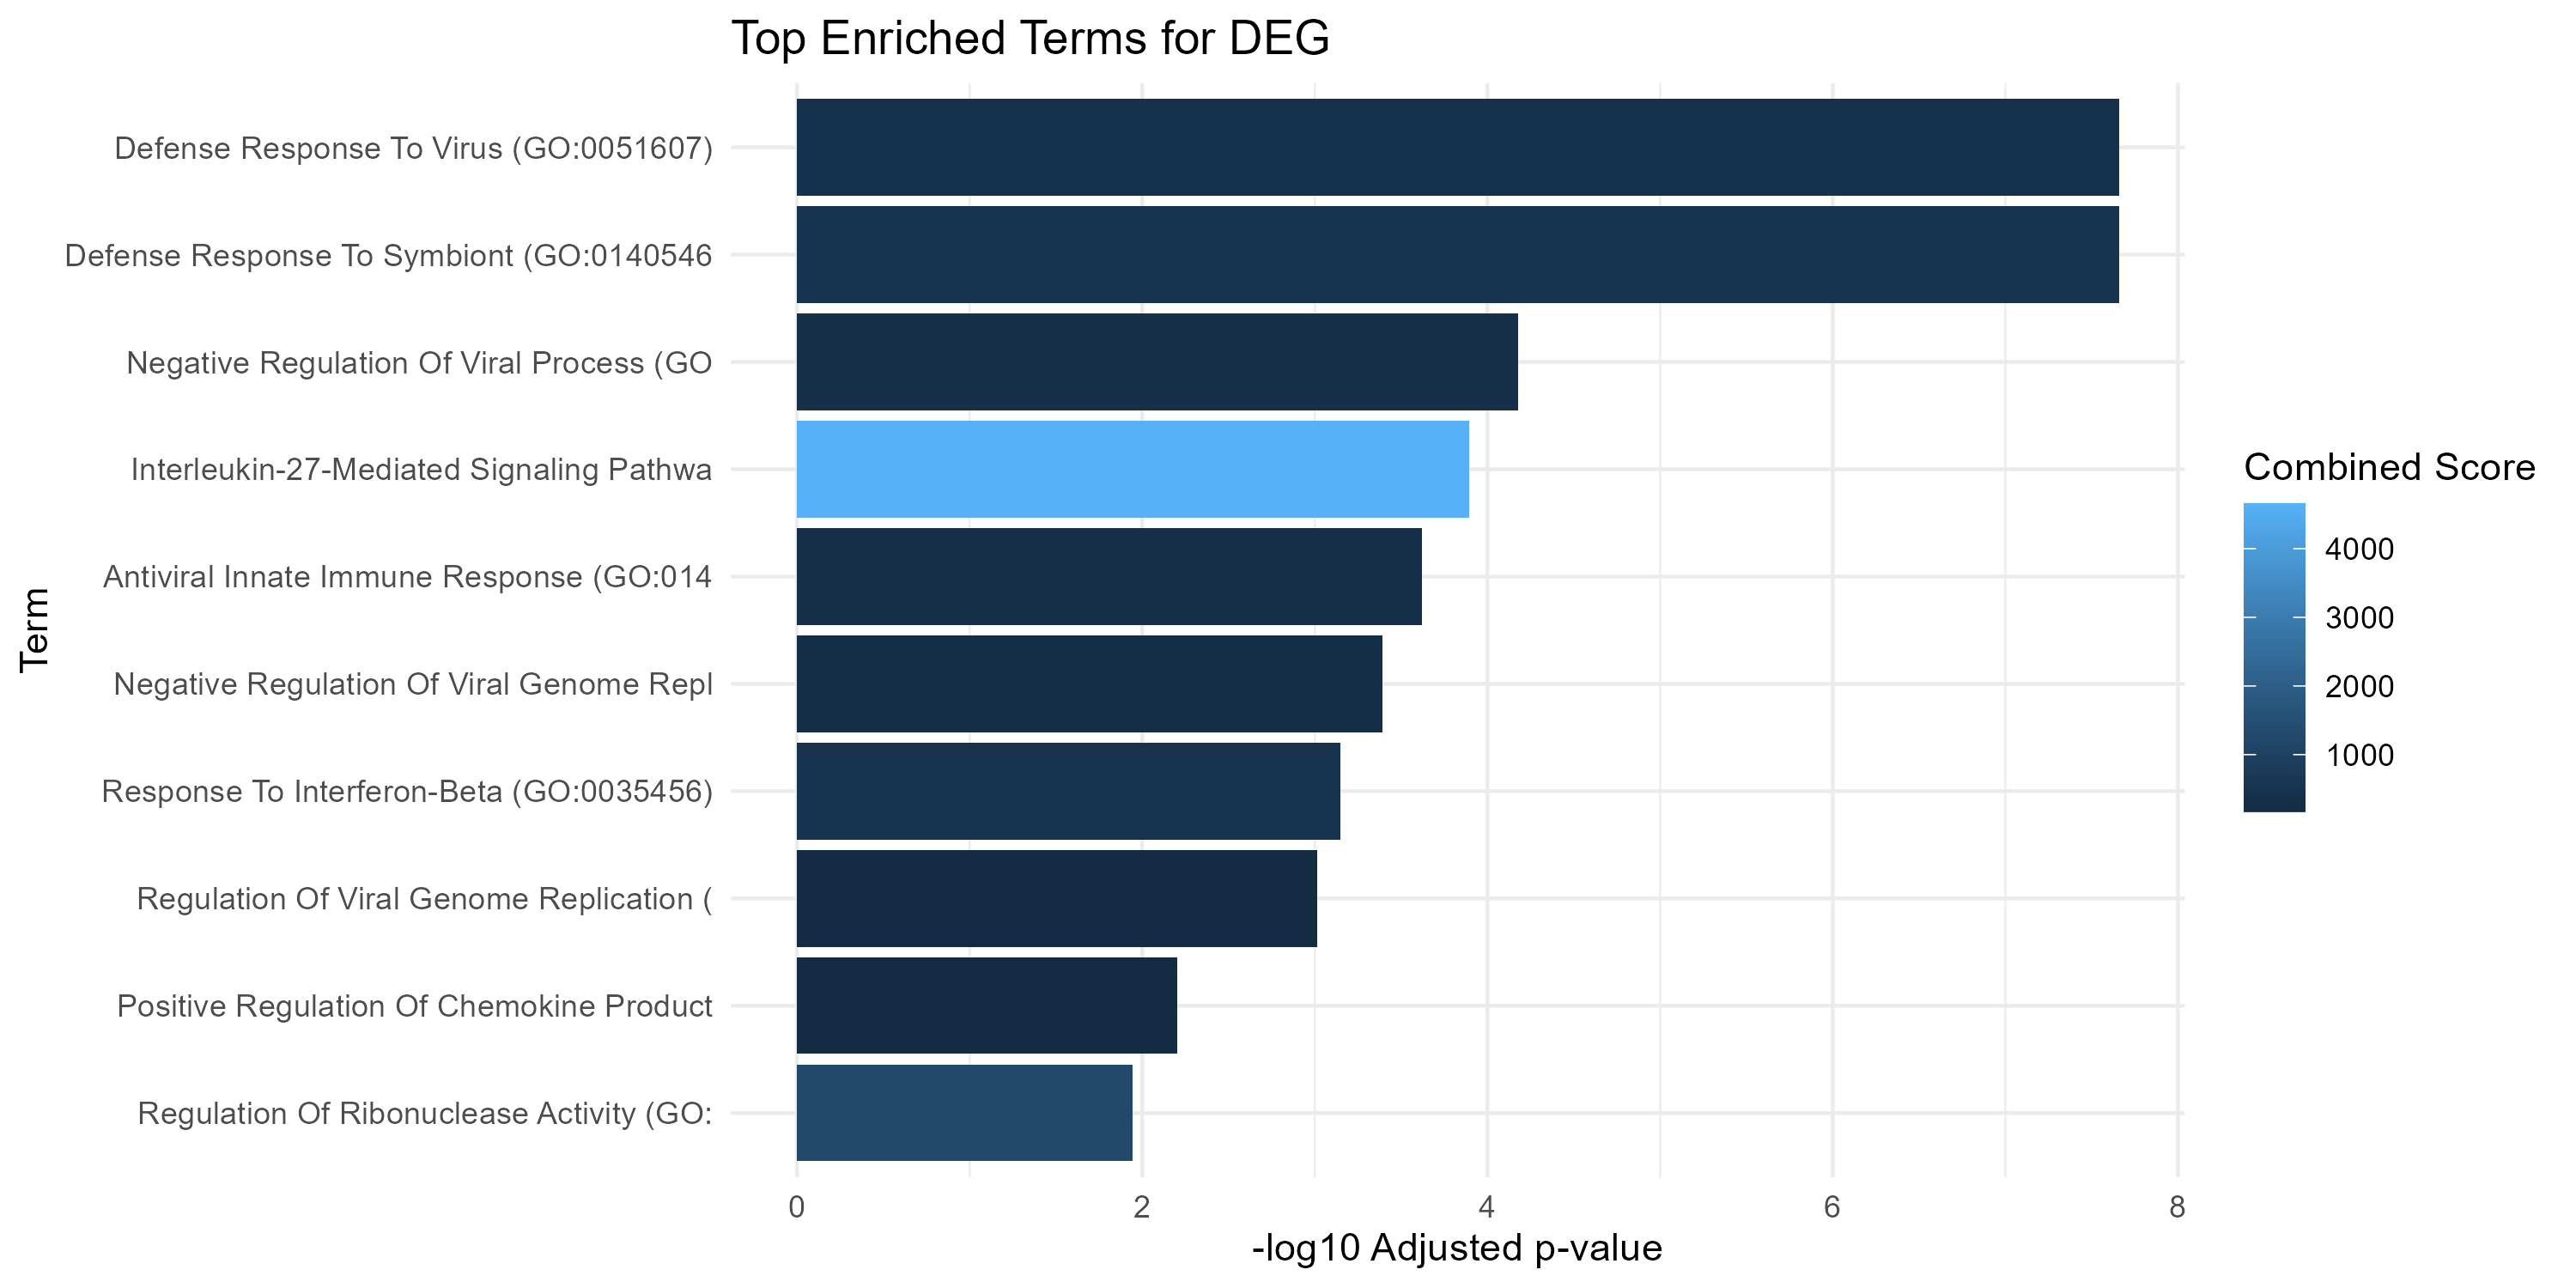 Top Enriched Terms for DEG
Term
Defense Response To Virus (GO:0051607)
Defense Response To Symbiont (GO:0140546
Negative Regulation Of Viral Process (GO
Interleukin-27-Mediated Signaling Pathwa
Antiviral Innate Immune Response (GO:014
Negative Regulation Of Viral Genome Repl
Response To Interferon-Beta (GO:0035456)
Regulation Of Viral Genome Replication (
Positive Regulation Of Chemokine Product
Regulation Of Ribonuclease Activity (GO:
0 2 4 6 8
-log10 Adjusted p-value
Combined Score
4000
3000
2000
1000